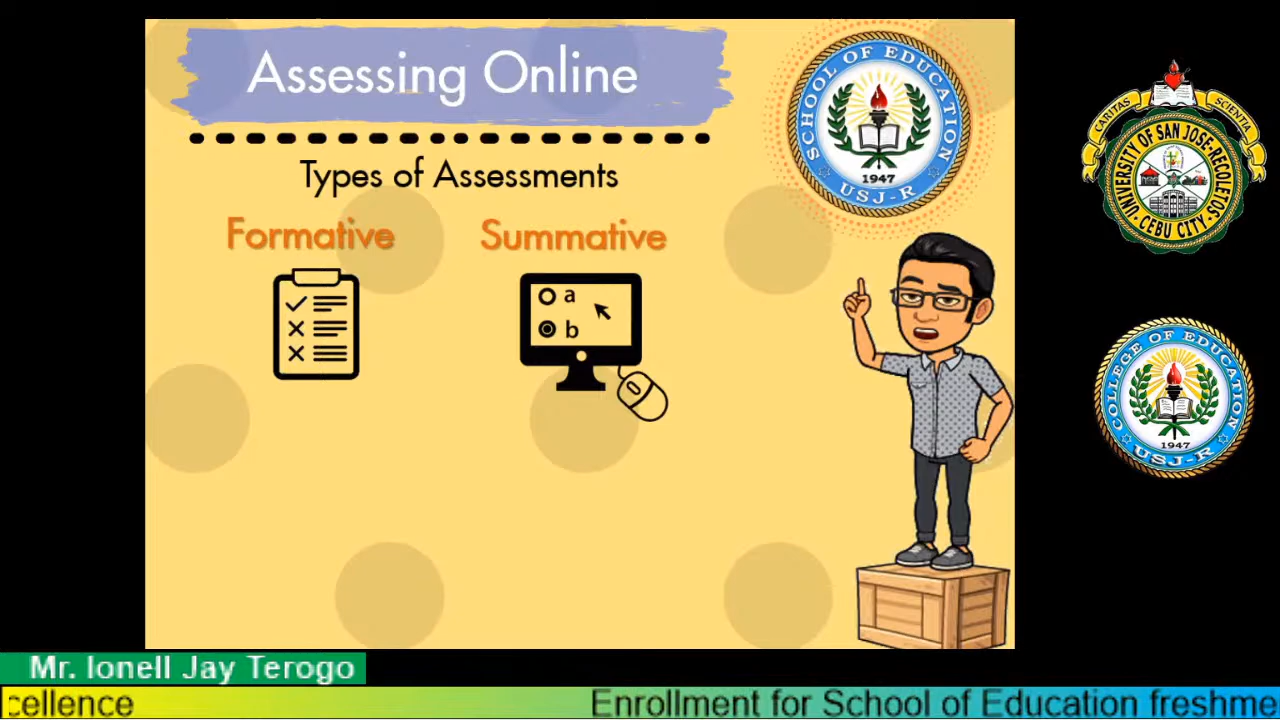 Assessing Online
Types of Assessments
Formative
Summative
a
b
SCHOOL OF EDUCATION
1947
USJ-R
CARITAS
SCIENTIA
UNIVERSITY OF SAN JOSE-RECOLETOS
CEBU CITY
COLLEGE OF EDUCATION
1947
USJ-R
Mr. Ionell Jay Terogo
cellence
Enrollment for School of Education freshme